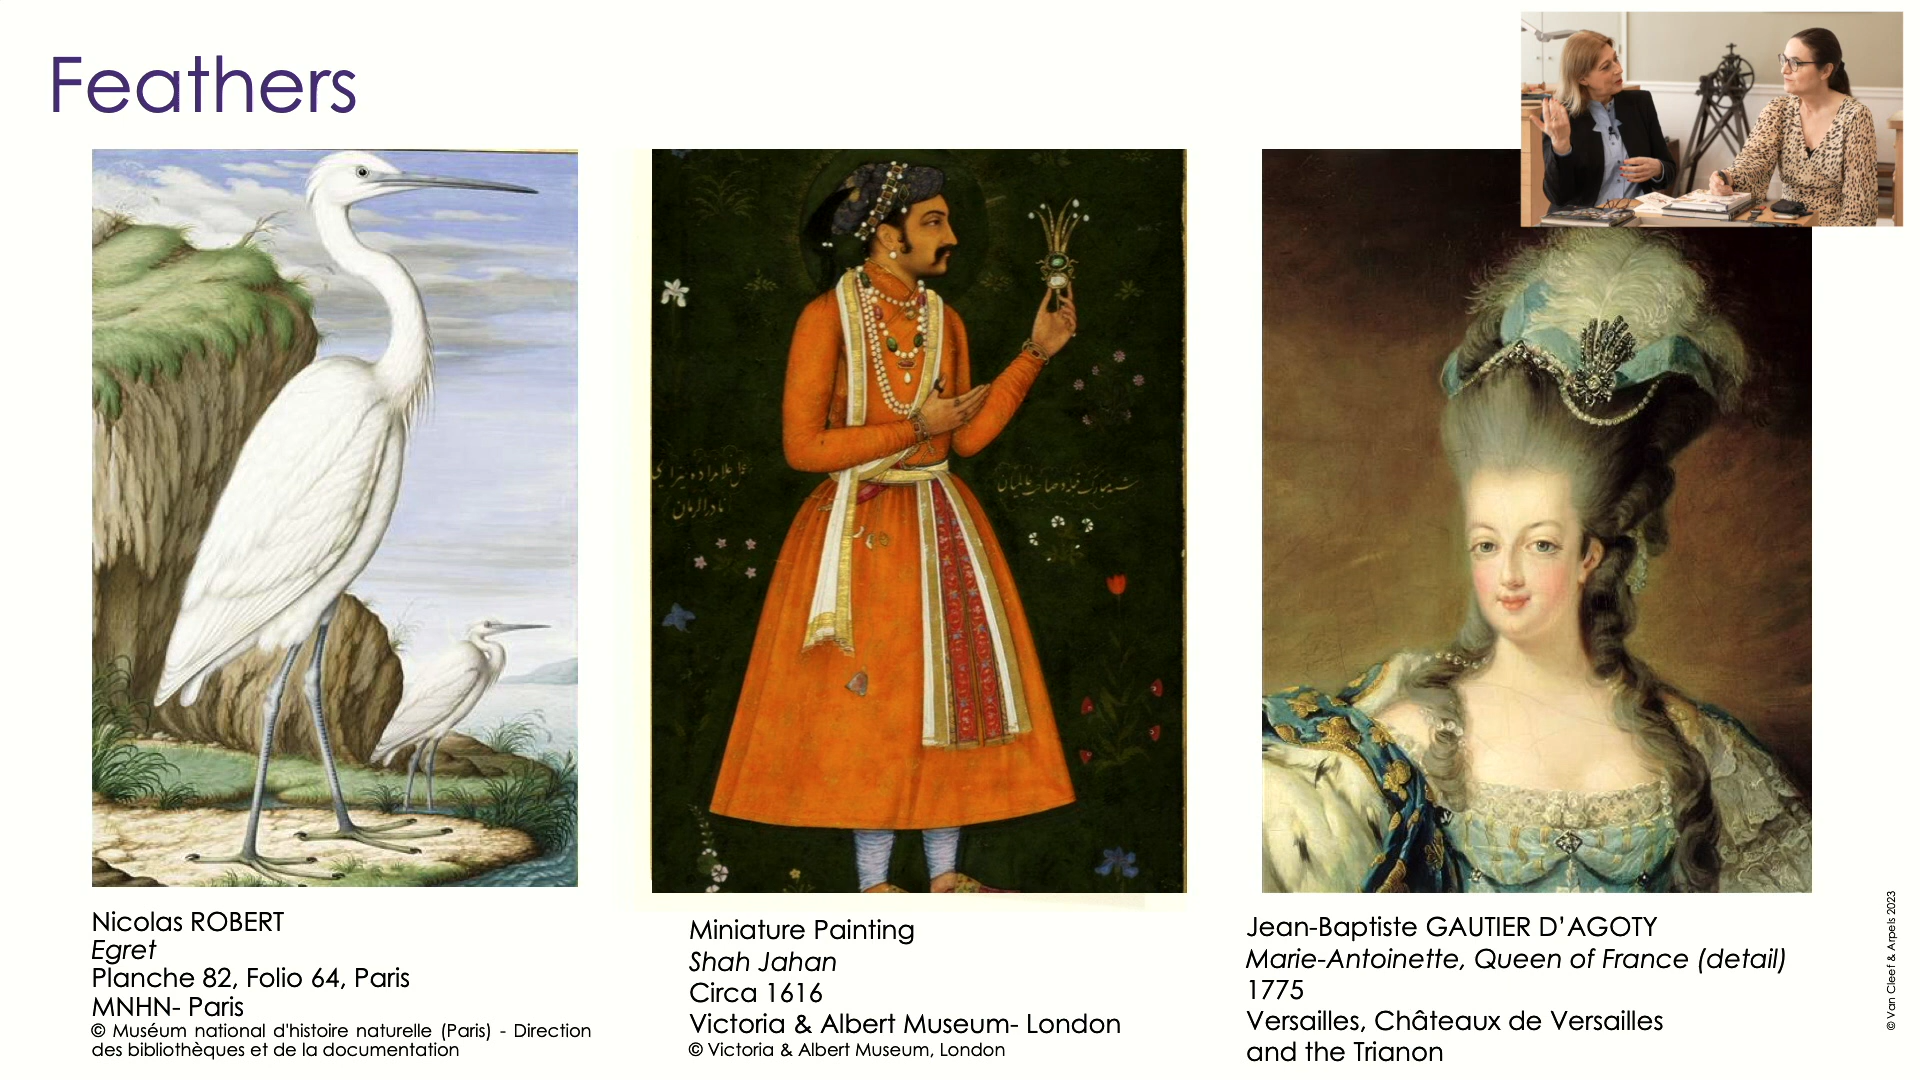 Feathers
Nicolas ROBERT
Egret
Planche 82, Folio 64, Paris
MNHN- Paris
© Muséum national d'histoire naturelle (Paris) - Direction
des bibliothèques et de la documentation
Miniature Painting
Shah Jahan
Circa 1616
Victoria & Albert Museum- London
© Victoria & Albert Museum, London
Jean-Baptiste GAUTIER D'AGOTY
Marie-Antoinette, Queen of France (detail)
1775
Versailles, Châteaux de Versailles
and the Trianon
© Van Cleef & Arpels 2023